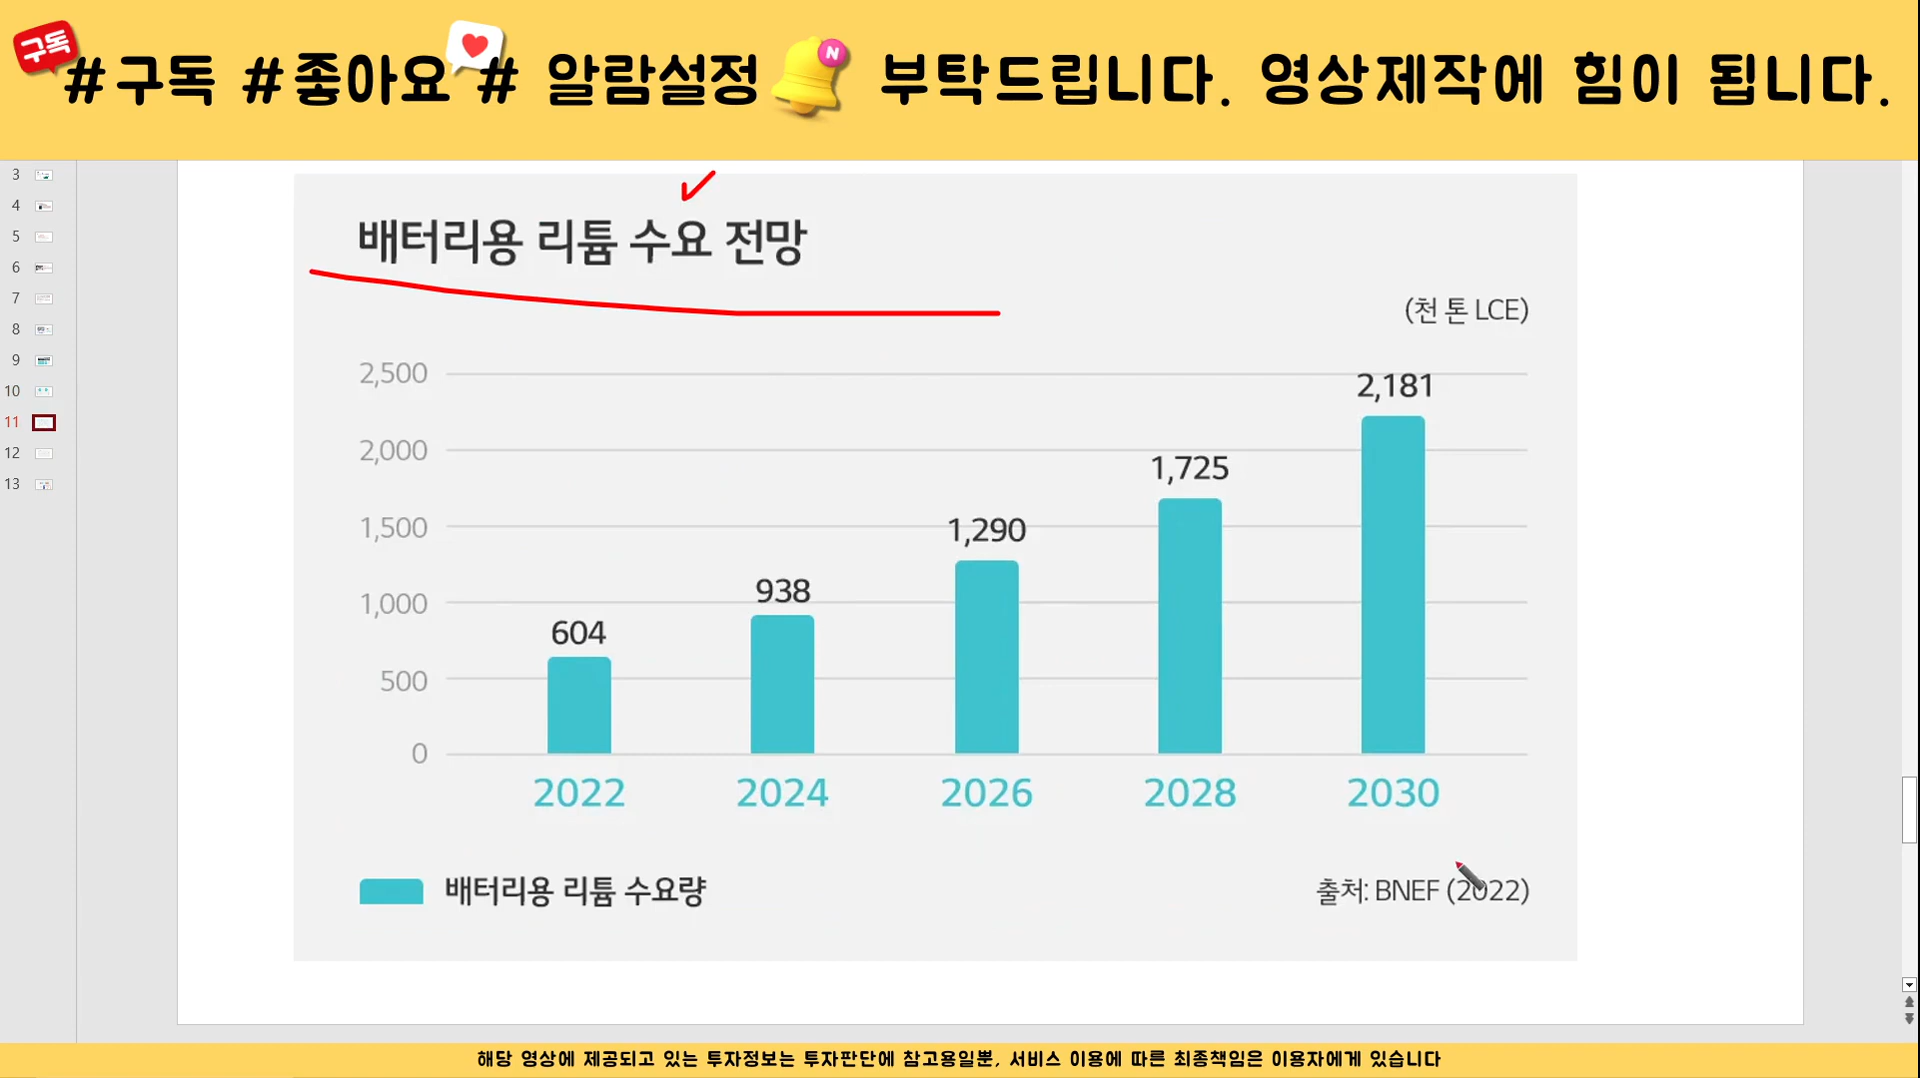 구독
#구독 #좋아요 # 알람설정 N 부탁드립니다. 영상제작에 힘이 됩니다.
3
4
5
6
7
8
9
10
11
12
13
배터리용 리튬 수요 전망
(천 톤 LCE)
2,500
2,000
1,500
1,000
500
0
604
938
1,290
1,725
2,181
2022 2024 2026 2028 2030
배터리용 리튬 수요량
출처: BNEF (2022)
해당 영상에 제공되고 있는 투자정보는 투자판단에 참고용일뿐, 서비스 이용에 따른 최종책임은 이용자에게 있습니다